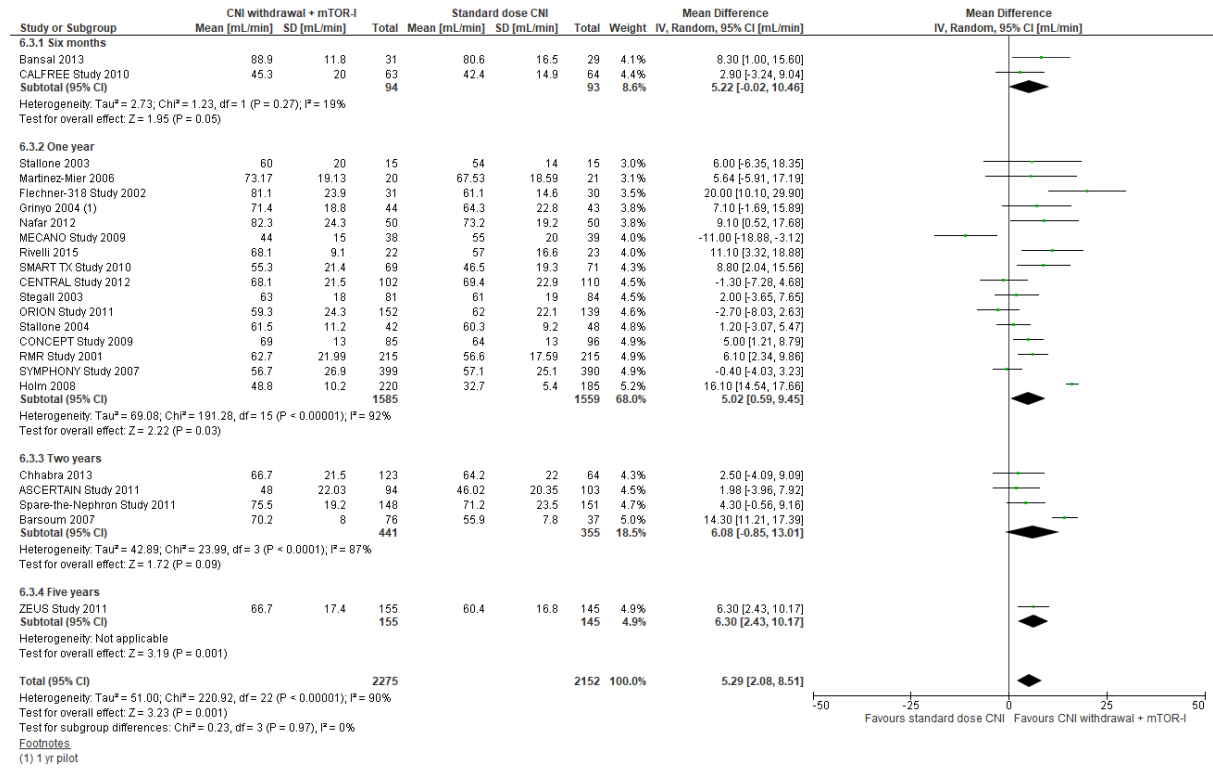 CNI withdrawal + mTOR-I Standard dose CNI Mean Difference Mean Difference
Study or Subgroup Mean [mL/min] SD [mL/min] Total Mean [mL/min] SD [mL/min] Total Weight IV, Random, 95% CI [mL/min] IV, Random, 95% CI [mL/min]
6.3.1 Six months
Bansal 2013 88.9 11.8 31 80.6 16.5 29 4.1% 8.30 [1.00, 15.60]
CALFREE Study 2010 45.3 20 63 42.4 14.9 64 4.4% 2.90 [-3.24, 9.04]
Subtotal (95% CI) 94 93 8.6% 5.22 [-0.02, 10.46]
Heterogeneity: Tau² = 2.73; Chi² = 1.23, df = 1 (P = 0.27); I² = 19%
Test for overall effect: Z = 1.95 (P = 0.05)
6.3.2 One year
Stallone 2003 60 20 15 54 14 15 3.0% 6.00 [-6.35, 18.35]
Martinez-Mier 2006 73.17 19.13 20 67.53 18.59 21 3.1% 5.64 [-5.91, 17.19]
Flechner-318 Study 2002 81.1 23.9 31 61.1 14.6 30 3.5% 20.00 [10.10, 29.90]
Grinyo 2004 (1) 71.4 18.8 44 64.3 22.8 43 3.8% 7.10 [-1.69, 15.89]
Nafar 2012 82.3 24.3 50 73.2 19.2 50 3.8% 9.10 [0.52, 17.68]
MECANO Study 2009 44 15 38 55 20 39 4.0% -11.00 [-18.88, -3.12]
Rivelli 2015 68.1 9.1 22 57 16.6 23 4.0% 11.10 [3.32, 18.88]
SMART TX Study 2010 55.3 21.4 69 46.5 19.3 71 4.2% 8.80 [2.04, 15.56]
CENTRAL Study 2012 68.1 21.5 102 69.4 22.9 110 4.4% -1.30 [-7.28, 4.68]
Stegall 2003 63 18 81 61 19 84 4.5% 2.00 [-3.65, 7.65]
ORION Study 2011 59.3 24.3 152 62 22.1 139 4.6% -2.70 [-8.03, 2.63]
Stallone 2004 61.5 11.2 42 60.3 9.2 48 4.8% 1.20 [-3.07, 5.47]
CONCEPT Study 2009 69 13 85 64 13 96 4.9% 5.00 [1.21, 8.79]
RMR Study 2001 62.7 21.99 215 56.6 17.59 215 4.9% 6.10 [2.34, 9.86]
SYMPHONY Study 2007 56.7 26.9 399 57.1 25.1 390 4.9% -0.40 [-4.03, 3.23]
Holm 2008 48.8 10.2 220 32.7 5.4 185 5.2% 16.10 [14.54, 17.66]
Subtotal (95% CI) 1585 1559 68.0% 5.02 [0.59, 9.45]
Heterogeneity: Tau² = 69.08; Chi² = 191.28, df = 15 (P < 0.00001); I² = 92%
Test for overall effect: Z = 2.22 (P = 0.03)
6.3.3 Two years
Chhabra 2013 66.7 21.5 123 64.2 22 64 4.3% 2.50 [-4.09, 9.09]
ASCERTAIN Study 2011 48 22.03 94 46.02 20.35 103 4.5% 1.98 [-3.96, 7.92]
Spare-the-Nephron Study 2011 75.5 19.2 148 71.2 23.5 151 4.7% 4.30 [-0.56, 9.16]
Barsoum 2007 70.2 8 76 55.9 7.8 37 5.0% 14.30 [11.21, 17.39]
Subtotal (95% CI) 441 355 18.5% 6.08 [-0.85, 13.01]
Heterogeneity: Tau² = 42.89; Chi² = 23.99, df = 3 (P < 0.0001); I² = 87%
Test for overall effect: Z = 1.72 (P = 0.09)
6.3.4 Five years
ZEUS Study 2011 66.7 17.4 155 60.4 16.8 145 4.9% 6.30 [2.43, 10.17]
Subtotal (95% CI) 155 145 4.9% 6.30 [2.43, 10.17]
Heterogeneity: Not applicable
Test for overall effect: Z = 3.19 (P = 0.001)
Total (95% CI) 2275 2152 100.0% 5.29 [2.08, 8.51]
Heterogeneity: Tau² = 51.00; Chi² = 220.92, df = 22 (P < 0.00001); I² = 90%
Test for overall effect: Z = 3.23 (P = 0.001)
Test for subgroup differences: Chi² = 0.23, df = 3 (P = 0.97), I² = 0%
-50 -25 0 25 50
Favours standard dose CNI Favours CNI withdrawal + mTOR-I
Footnotes
(1) 1 yr pilot